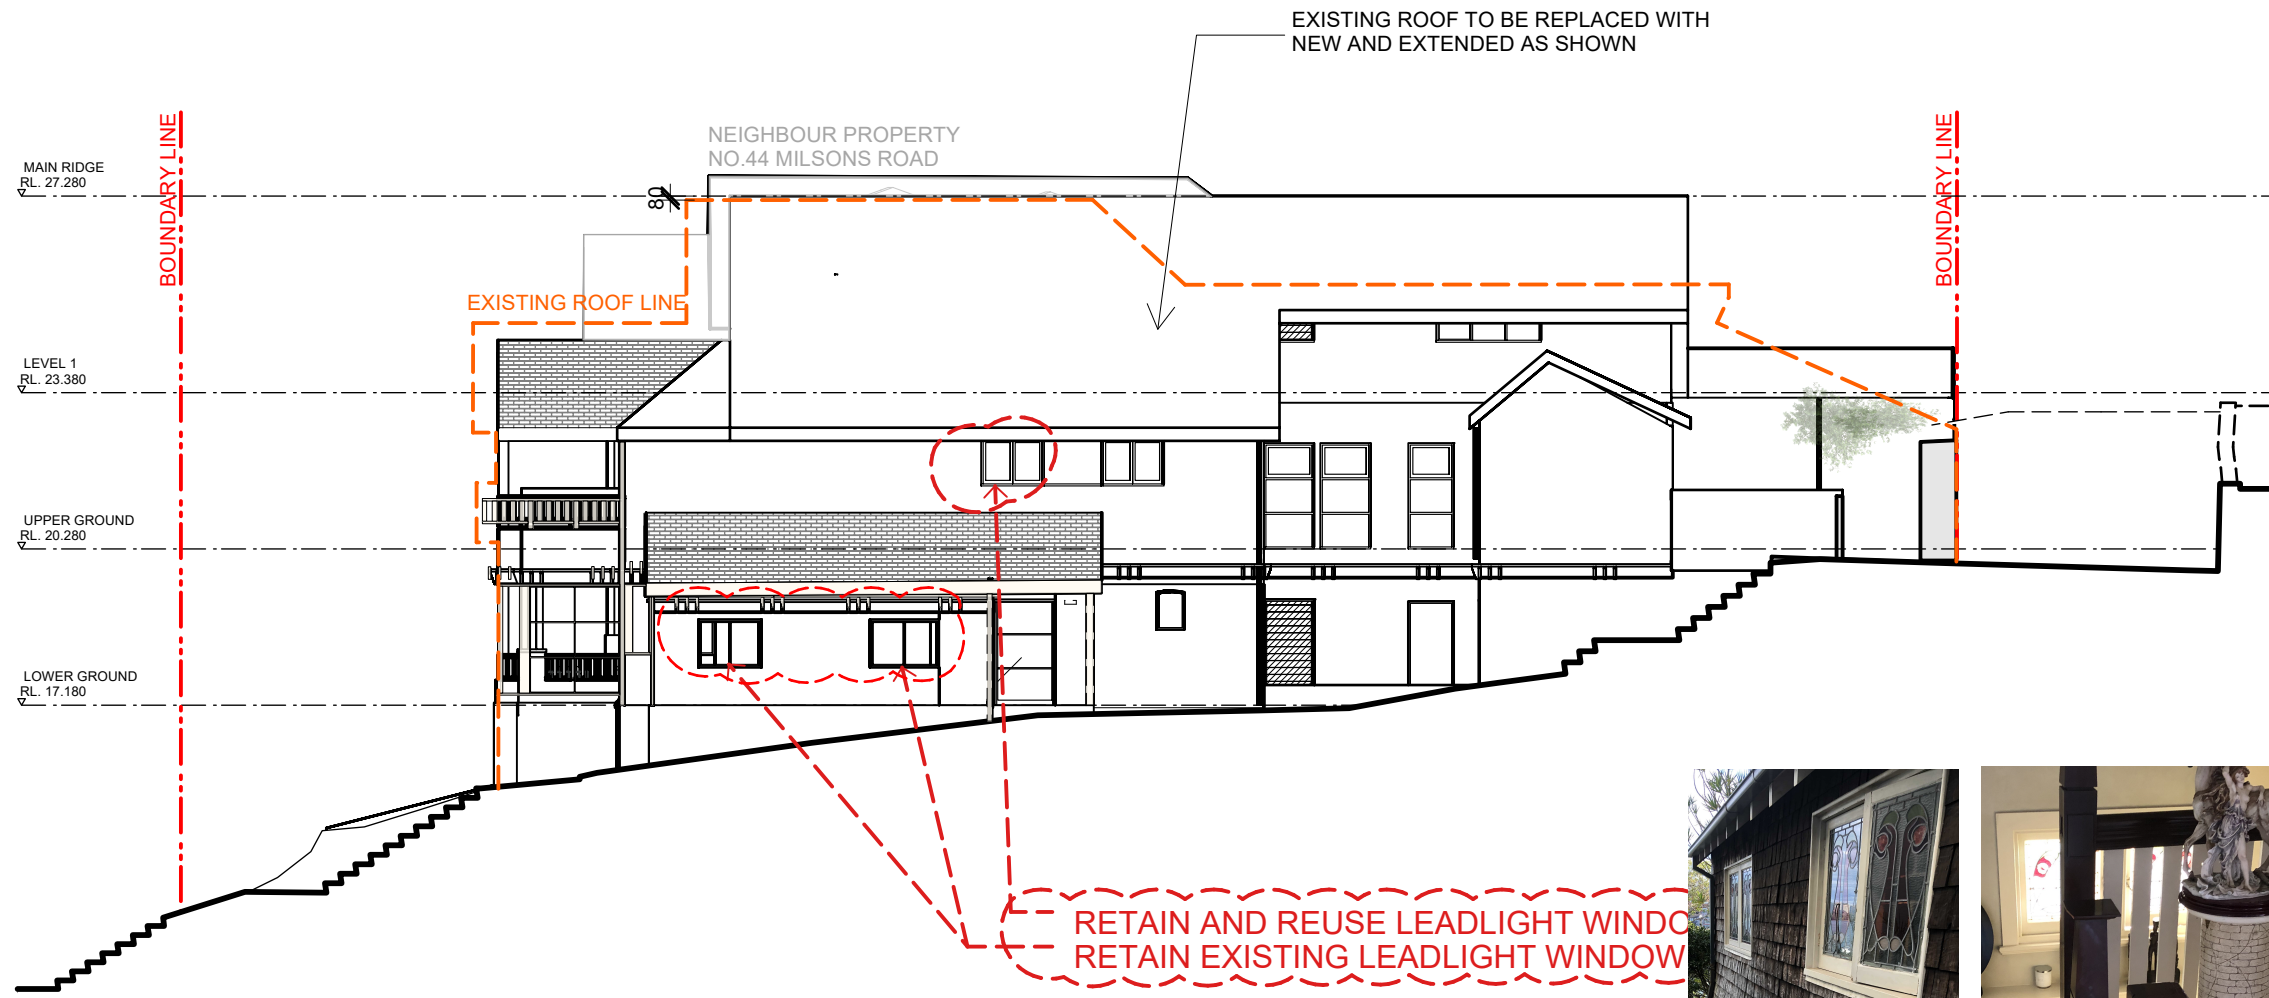 EXISTING ROOF TO BE REPLACED WITH
NEW AND EXTENDED AS SHOWN
BOUNDARY LINE
BOUNDARY LINE
NEIGHBOUR PROPERTY
NO.44 MILSONS ROAD
MAIN RIDGE
RL. 27.280
80
EXISTING ROOF LINE
LEVEL 1
RL. 23.380
UPPER GROUND
RL. 20.280
LOWER GROUND
RL. 17.180
RETAIN AND REUSE LEADLIGHT WINDO
RETAIN EXISTING LEADLIGHT WINDOW